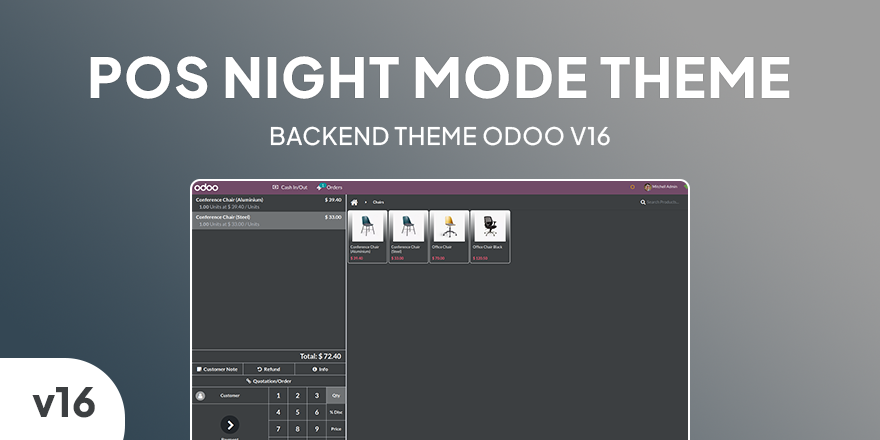 POS NIGHT MODE THEME
BACKEND THEME ODOO V16
odoo
Cash In/Out
Orders
Mitchell Admin
Conference Chair (Aluminium) $ 39.40
1.00 Units at $ 39.40 / Units
Conference Chair (Steel) $ 33.00
1.00 Units at $ 33.00 / Units
Chairs
Search Products...
Conference Chair (Aluminium)
$ 39.40
Conference Chair (Steel)
$ 33.00
Office Chair
$ 70.00
Office Chair Black
$ 120.50
Total: $ 72.40
Customer Note Refund Info
Quotation/Order
Customer 1 2 3 Qty
4 5 6 % Disc
7 8 9 Price
Payment
v16